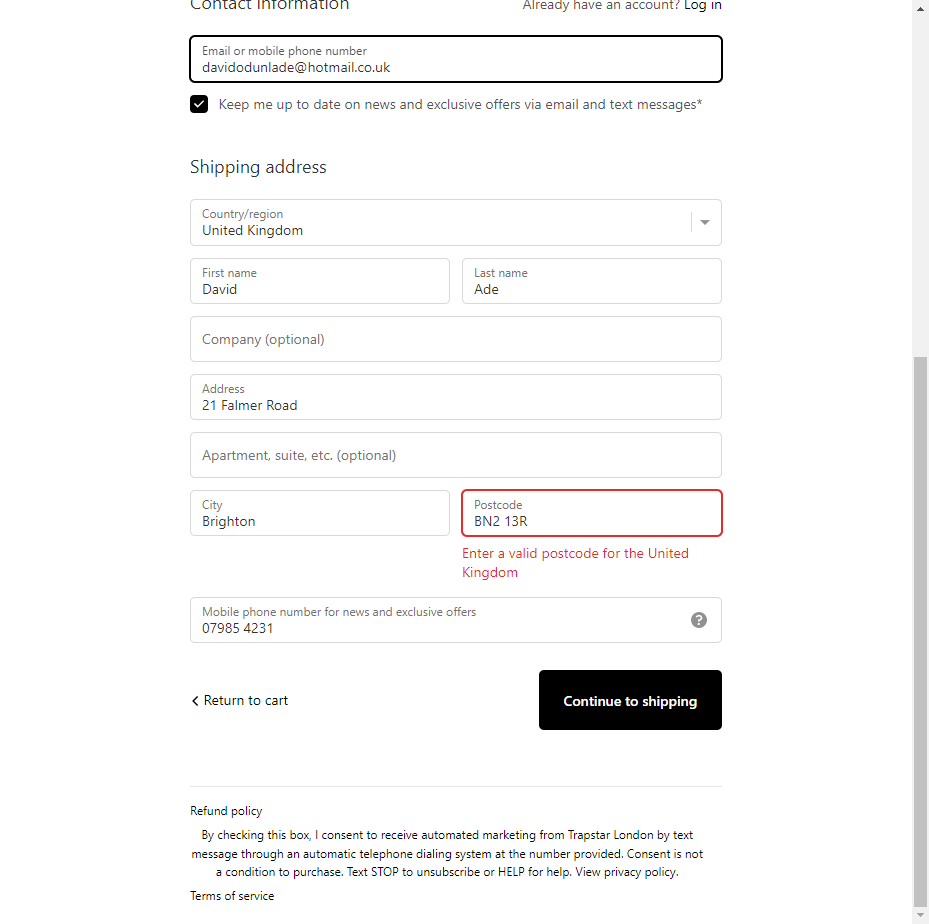 Contact information
Already have an account? Log in
Email or mobile phone number
davidodunlade@hotmail.co.uk
Keep me up to date on news and exclusive offers via email and text messages*
Shipping address
Country/region
United Kingdom
First name
David
Last name
Ade
Company (optional)
Address
21 Falmer Road
Apartment, suite, etc. (optional)
City
Brighton
Postcode
BN2 13R
Enter a valid postcode for the United
Kingdom
Mobile phone number for news and exclusive offers
07985 4231
?
Return to cart
Continue to shipping
Refund policy
By checking this box, I consent to receive automated marketing from Trapstar London by text
message through an automatic telephone dialing system at the number provided. Consent is not
a condition to purchase. Text STOP to unsubscribe or HELP for help. View privacy policy.
Terms of service